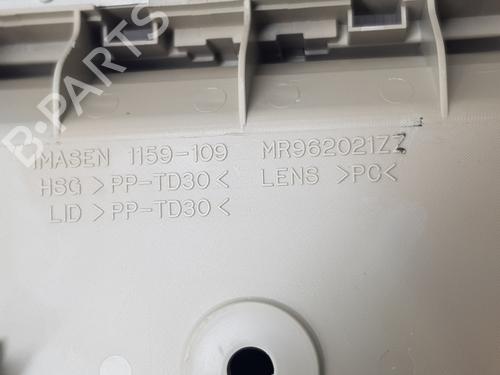 B-PARTS
IMASEN 1159-109 MR962021ZZ
HSG >PP-TD30< LENS >PC<
LID >PP-TD30<